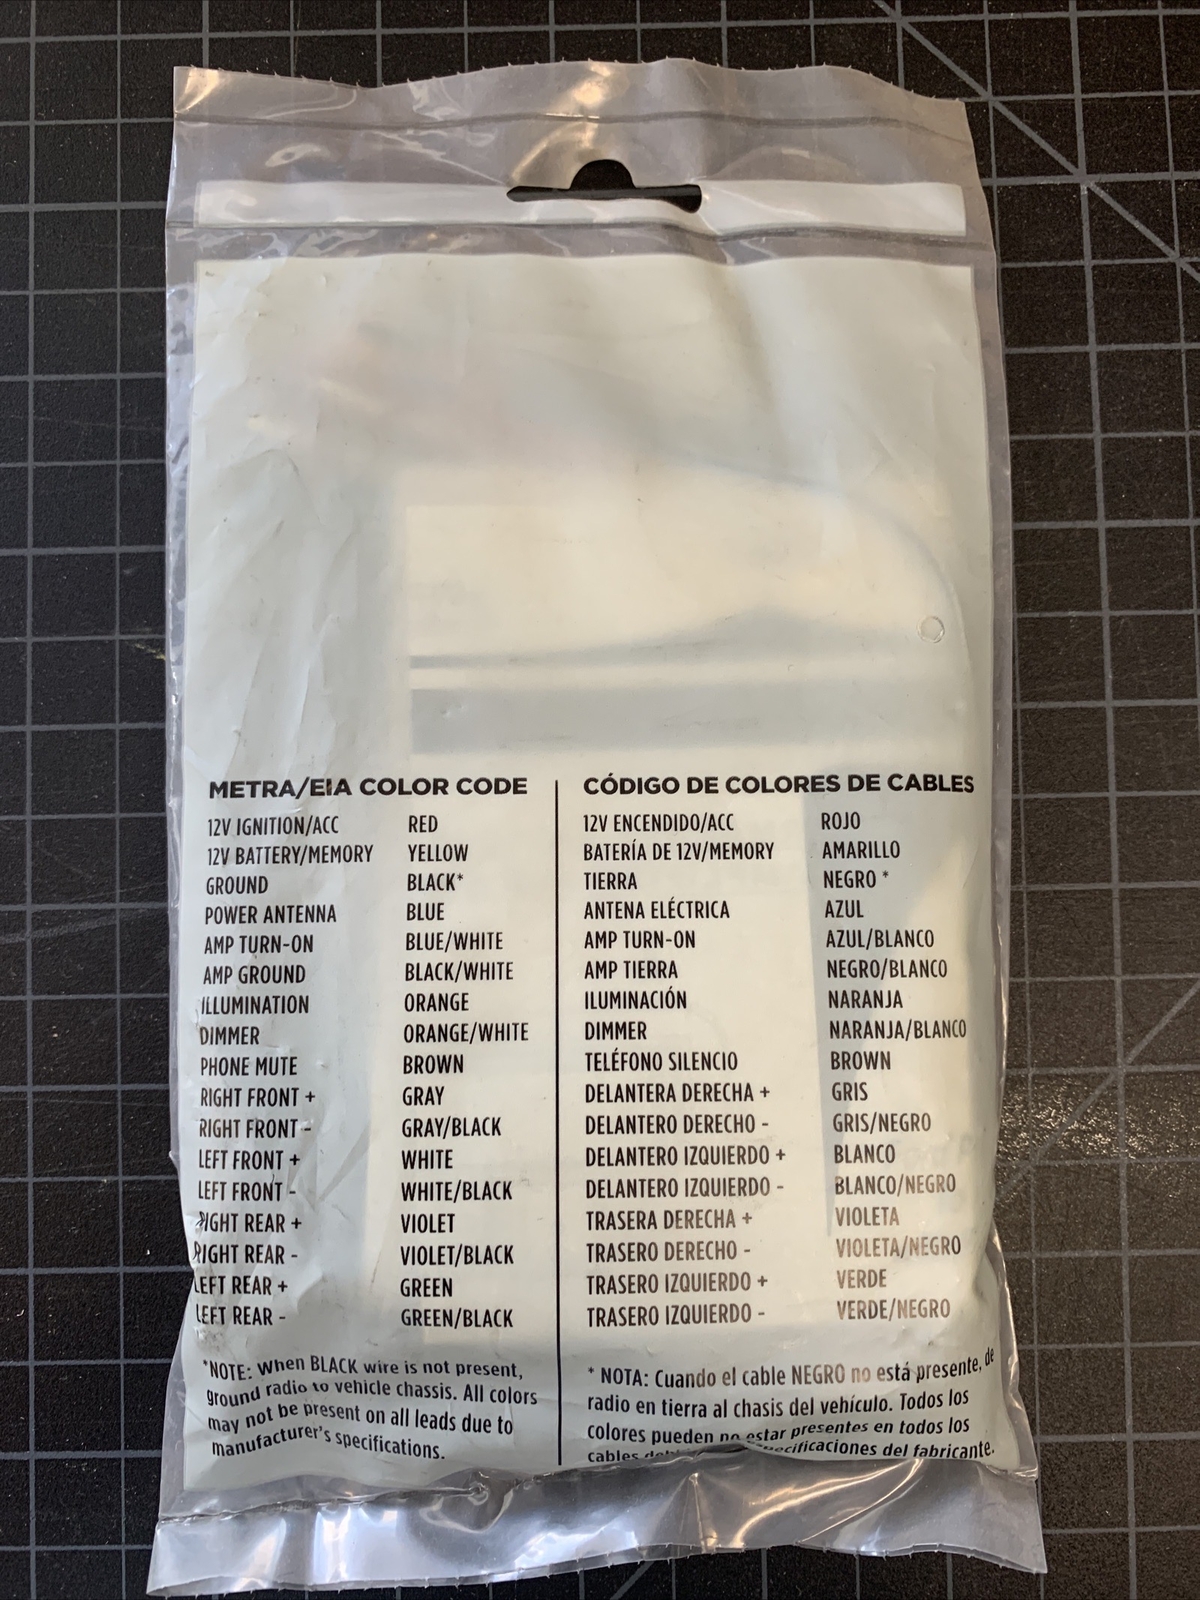 METRA/EIA COLOR CODE
12V IGNITION/ACC RED
12V BATTERY/MEMORY YELLOW
GROUND BLACK*
POWER ANTENNA BLUE
AMP TURN-ON BLUE/WHITE
AMP GROUND BLACK/WHITE
ILLUMINATION ORANGE
DIMMER ORANGE/WHITE
PHONE MUTE BROWN
RIGHT FRONT + GRAY
RIGHT FRONT - GRAY/BLACK
LEFT FRONT + WHITE
LEFT FRONT - WHITE/BLACK
RIGHT REAR + VIOLET
RIGHT REAR - VIOLET/BLACK
LEFT REAR + GREEN
LEFT REAR - GREEN/BLACK
*NOTE: When BLACK wire is not present,
ground radio to vehicle chassis. All colors
may not be present on all leads due to
manufacturer's specifications.
CÓDIGO DE COLORES DE CABLES
12V ENCENDIDO/ACC ROJO
BATERÍA DE 12V/MEMORY AMARILLO
TIERRA NEGRO *
ANTENA ELÉCTRICA AZUL
AMP TURN-ON AZUL/BLANCO
AMP TIERRA NEGRO/BLANCO
ILUMINACIÓN NARANJA
DIMMER NARANJA/BLANCO
TELÉFONO SILENCIO BROWN
DELANTERA DERECHA + GRIS
DELANTERO DERECHO - GRIS/NEGRO
DELANTERO IZQUIERDO + BLANCO
DELANTERO IZQUIERDO - BLANCO/NEGRO
TRASERA DERECHA + VIOLETA
TRASERO DERECHO - VIOLETA/NEGRO
TRASERO IZQUIERDO + VERDE
TRASERO IZQUIERDO - VERDE/NEGRO
* NOTA: Cuando el cable NEGRO no está presente, de
radio en tierra al chasis del vehículo. Todos los
colores pueden no estar presentes en todos los
cables del fabricante.